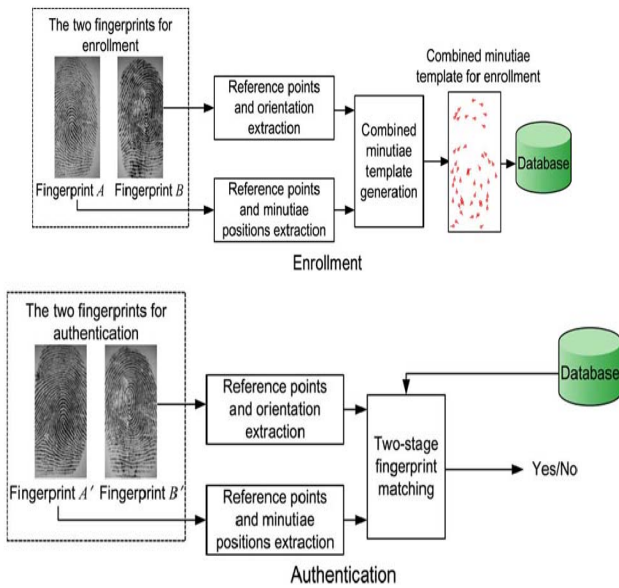 The two fingerprints for
enrollment
Fingerprint A
Fingerprint B
Reference points
and orientation
extraction
Reference points
and minutiae
positions extraction
Combined
minutiae
template
generation
Combined minutiae
template for enrollment
Database
Enrollment
The two fingerprints for
authentication
Fingerprint A'
Fingerprint B'
Reference points
and orientation
extraction
Reference points
and minutiae
positions extraction
Two-stage
fingerprint
matching
Database
Yes/No
Authentication